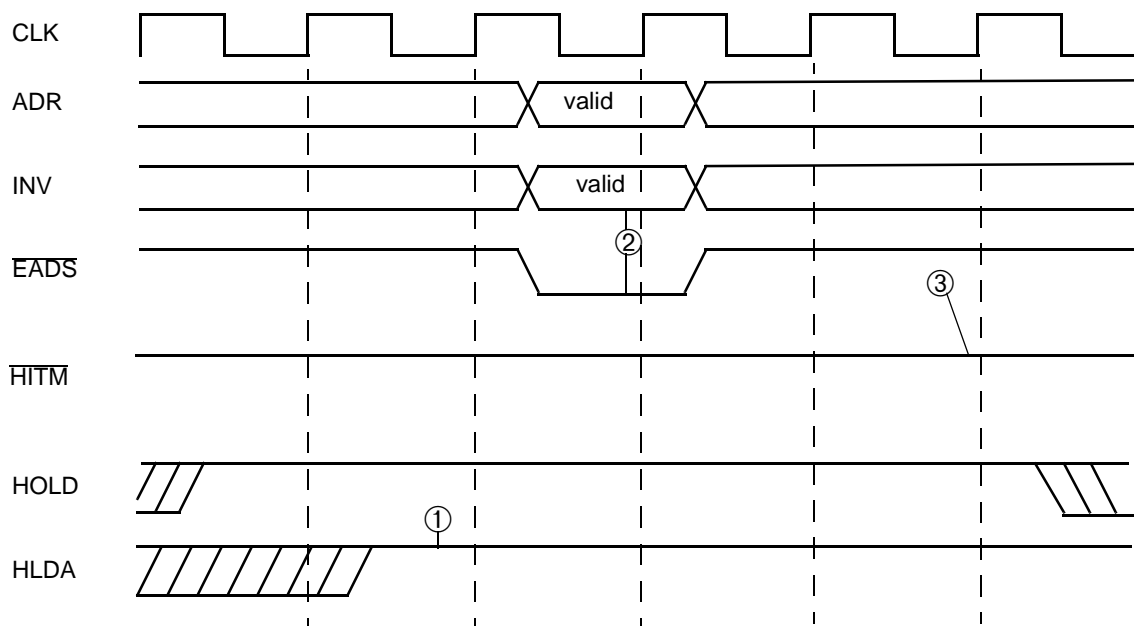 CLK
ADR
valid
INV
valid
②
EADS
③
HITM
HOLD
①
HLDA